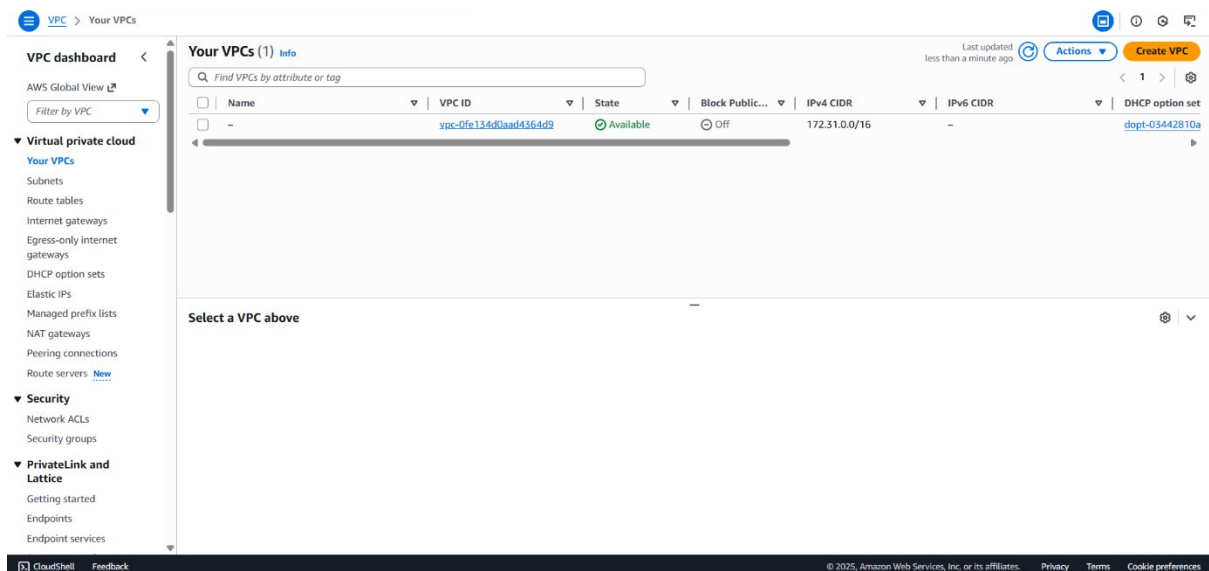 VPC > Your VPCs
VPC dashboard
AWS Global View
Filter by VPC
Virtual private cloud
Your VPCs
Subnets
Route tables
Internet gateways
Egress-only internet
gateways
DHCP option sets
Elastic IPs
Managed prefix lists
NAT gateways
Peering connections
Route servers New
Security
Network ACLs
Security groups
PrivateLink and
Lattice
Getting started
Endpoints
Endpoint services
Your VPCs (1) Info
Last updated
less than a minute ago
Actions
Create VPC
Find VPCs by attribute or tag
< 1 >
Name VPC ID State Block Public... IPv4 CIDR IPv6 CIDR DHCP option set
– vpc-0fe134d0aad4364d9 Available Off 172.31.0.0/16 – dopt-03442810a
Select a VPC above
CloudShell Feedback © 2025, Amazon Web Services, Inc. or its affiliates. Privacy Terms Cookie preferences